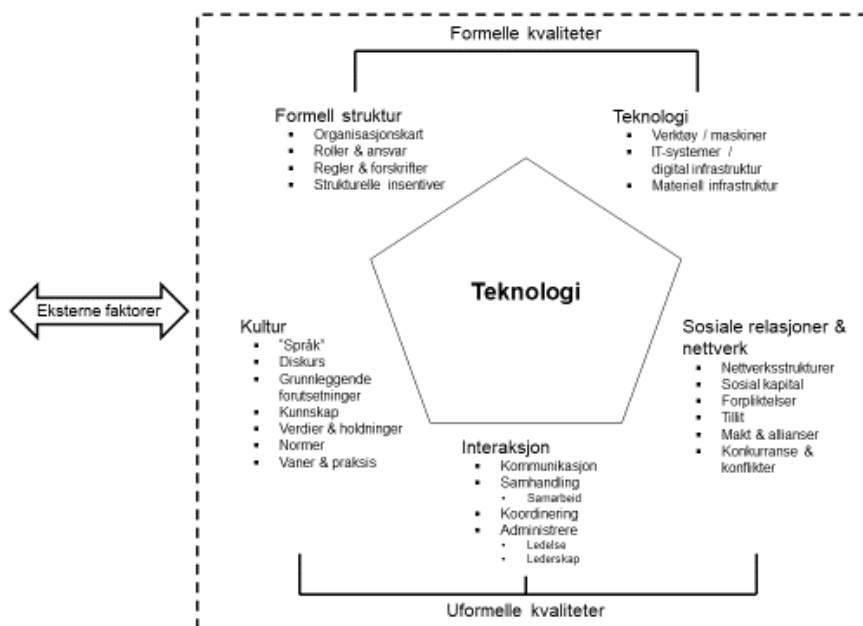 Formelle kvaliteter
Formell struktur
▪ Organisasjonskart
▪ Roller & ansvar
▪ Regler & forskrifter
▪ Strukturelle insentiver
Teknologi
▪ Verktøy / maskiner
▪ IT-systemer /
digital infrastruktur
▪ Materiell infrastruktur
Teknologi
Eksterne faktorer
Kultur
▪ "Språk"
▪ Diskurs
▪ Grunnleggende
forutsetninger
▪ Kunnskap
▪ Verdier & holdninger
▪ Normer
▪ Vaner & praksis
Sosiale relasjoner &
nettverk
▪ Nettverksstrukturer
▪ Sosial kapital
▪ Forpliktelser
▪ Tillit
▪ Makt & allianser
▪ Konkurranse &
konflikter
Interaksjon
▪ Kommunikasjon
▪ Samhandling
• Samarbeid
▪ Koordinering
▪ Administrere
• Ledelse
• Lederskap
Uformelle kvaliteter